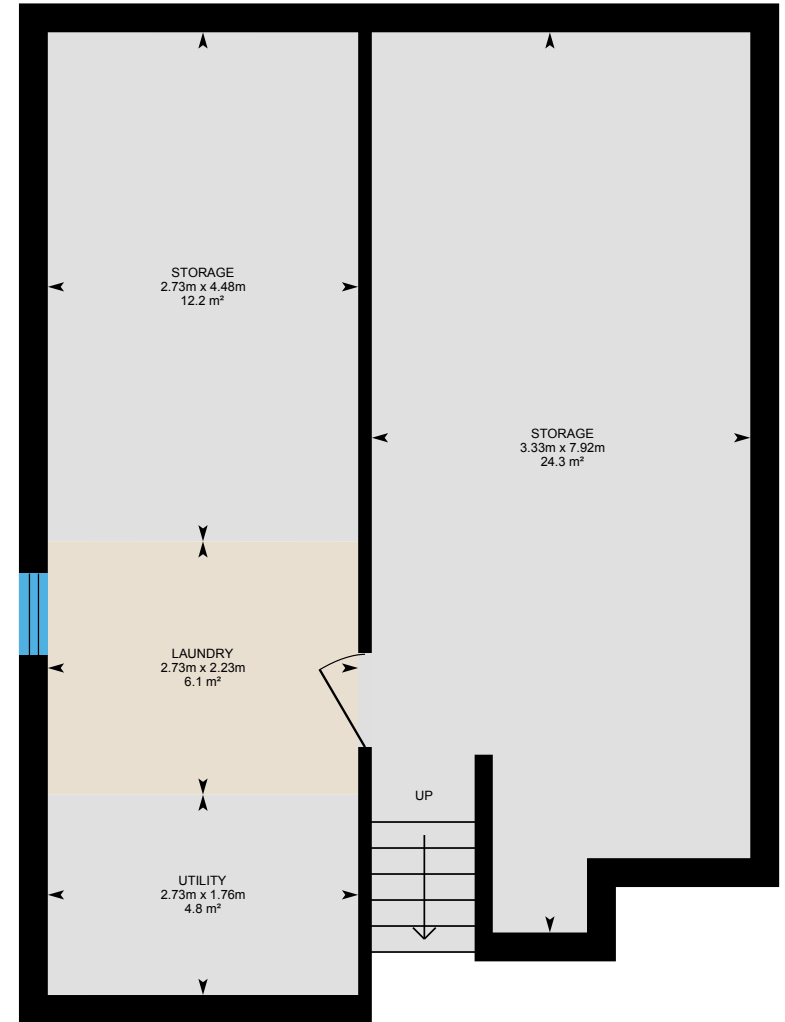 STORAGE
2.73m x 4.48m
12.2 m²
STORAGE
3.33m x 7.92m
24.3 m²
LAUNDRY
2.73m x 2.23m
6.1 m²
UP
UTILITY
2.73m x 1.76m
4.8 m²